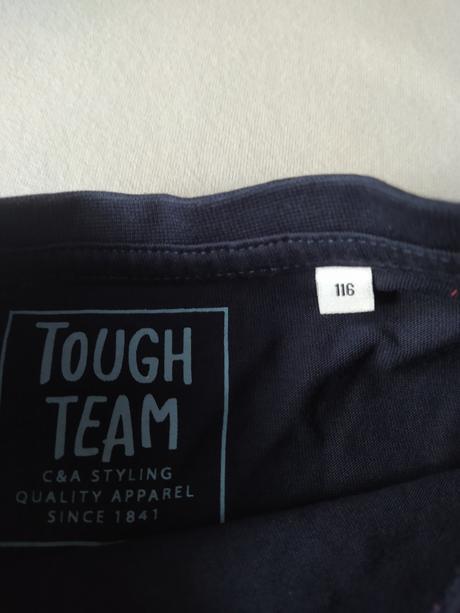 116
TOUGH
TEAM
C&A STYLING
QUALITY APPAREL
SINCE 1841